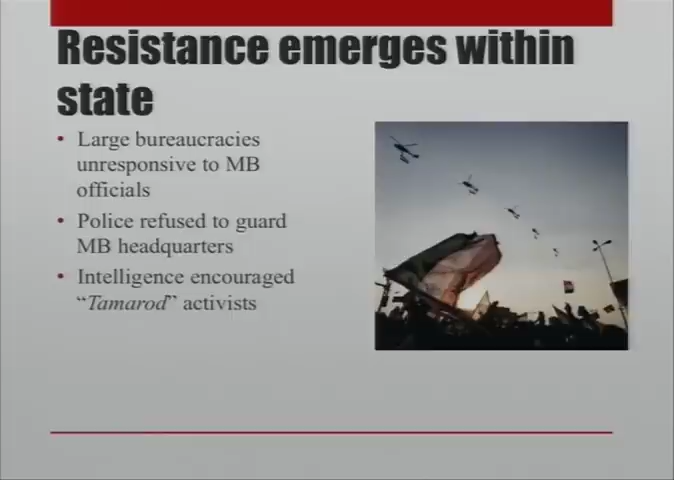 Resistance emerges within
state
• Large bureaucracies
unresponsive to MB
officials
• Police refused to guard
MB headquarters
• Intelligence encouraged
“Tamarod” activists